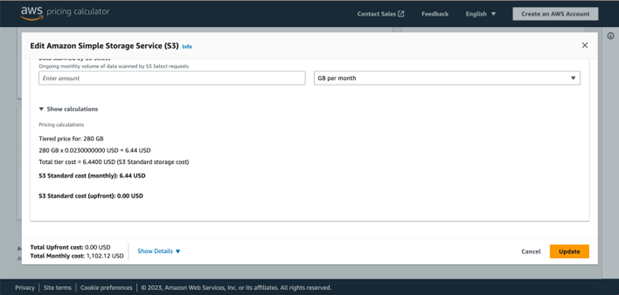 aws pricing calculator
Contact Sales
Feedback
English
Create an AWS Account
Edit Amazon Simple Storage Service (S3) Info
Data scanned by S3 Select
Ongoing monthly volume of data scanned by S3 Select requests
Enter amount
GB per month
Show calculations
Pricing calculations
Tiered price for: 280 GB
280 GB x 0.0230000000 USD = 6.44 USD
Total tier cost = 6.4400 USD (S3 Standard storage cost)
S3 Standard cost (monthly): 6.44 USD
S3 Standard cost (upfront): 0.00 USD
Total Upfront cost: 0.00 USD
Total Monthly cost: 1,102.12 USD
Show Details
Cancel
Update
Privacy | Site terms | Cookie preferences | © 2023, Amazon Web Services, Inc. or its affiliates. All rights reserved.